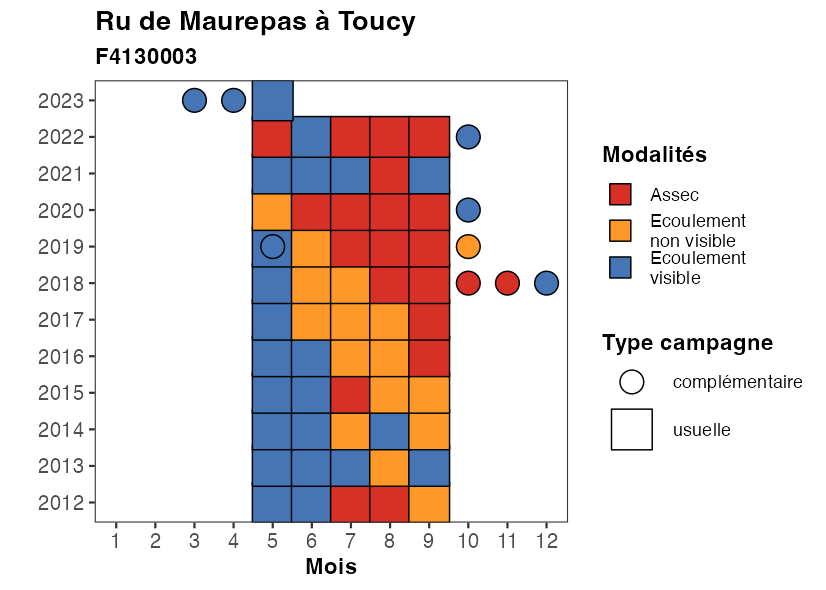 Ru de Maurepas à Toucy
F4130003
2023
2022
2021
2020
2019
2018
2017
2016
2015
2014
2013
2012
1 2 3 4 5 6 7 8 9 10 11 12
Mois
Modalités
Assec
Ecoulement
non visible
Ecoulement
visible
Type campagne
complémentaire
usuelle